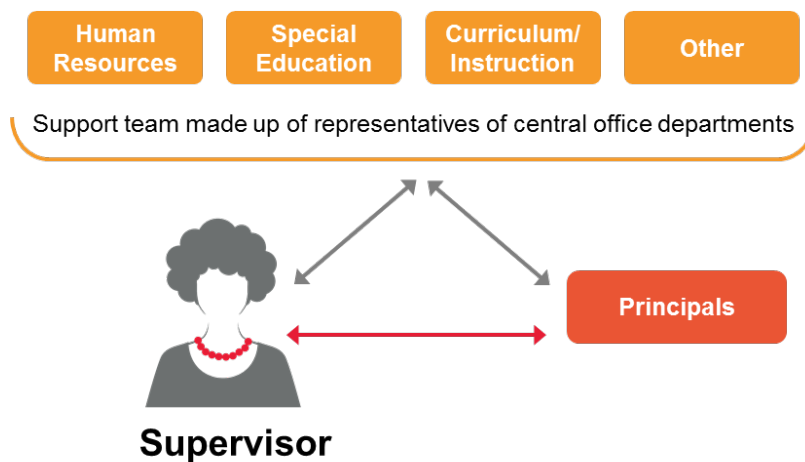 Human
Resources
Special
Education
Curriculum/
Instruction
Other
Support team made up of representatives of central office departments
Principals
Supervisor